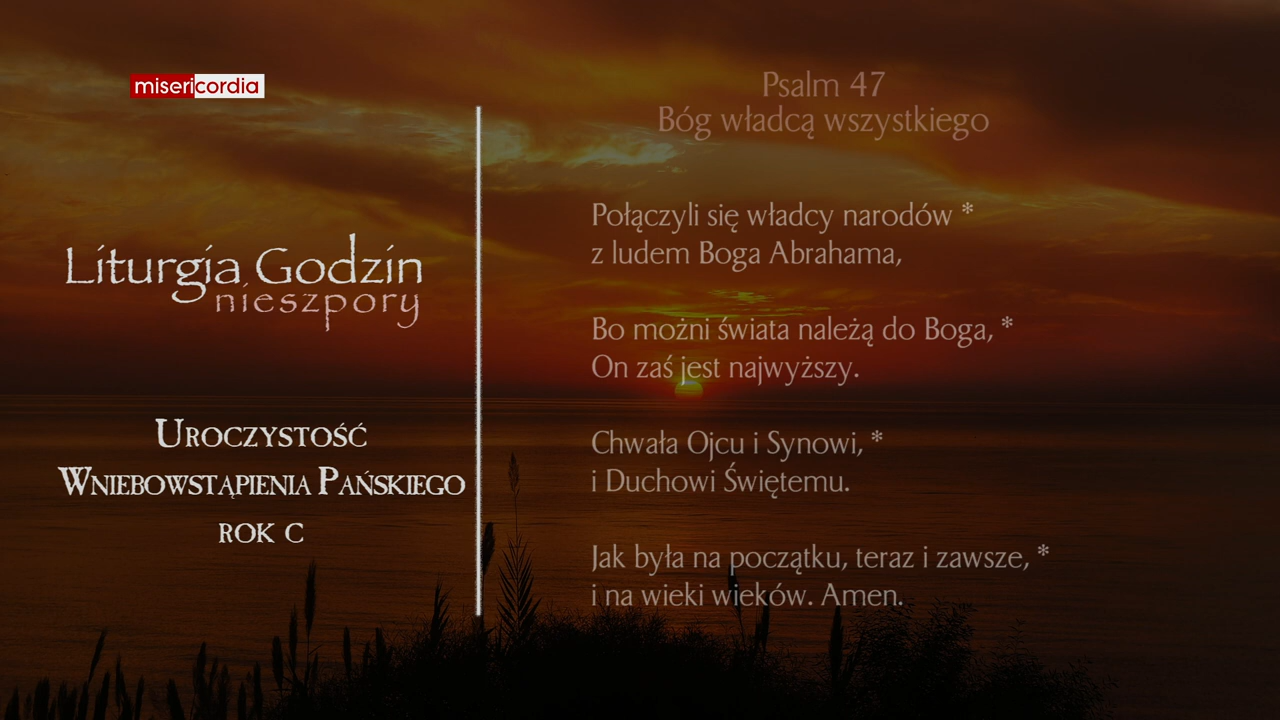 misericordia
Liturgia Godzin
nieszpory
Uroczystość
Wniebowstąpienia Pańskiego
rok C
Psalm 47
Bóg władcą wszystkiego
Połączyli się władcy narodów *
z ludem Boga Abrahama,
Bo możni świata należą do Boga, *
On zaś jest najwyższy.
Chwała Ojcu i Synowi, *
i Duchowi Świętemu.
Jak była na początku, teraz i zawsze, *
i na wieki wieków. Amen.